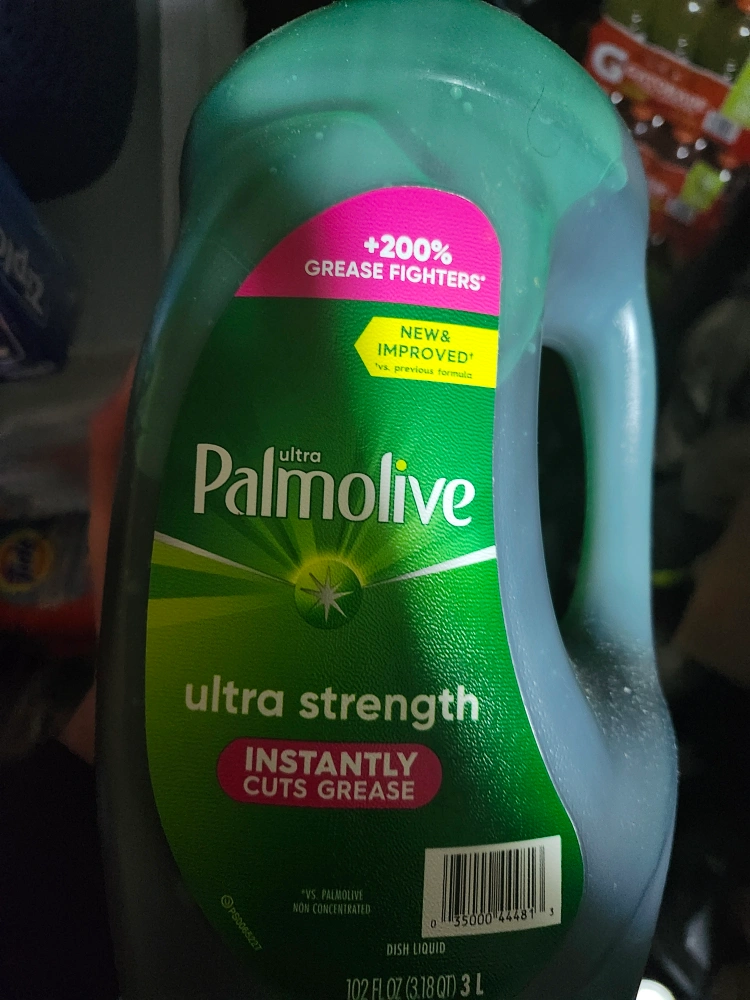 +200%
GREASE FIGHTERS*
NEW&
IMPROVED†
†vs. previous formula
ultra
Palmolive
ultra strength
INSTANTLY
CUTS GREASE
*VS. PALMOLIVE
NON CONCENTRATED
0 35000 44481 3
DISH LIQUID
102 FL OZ (3.18 QT) 3 L
G
Tide